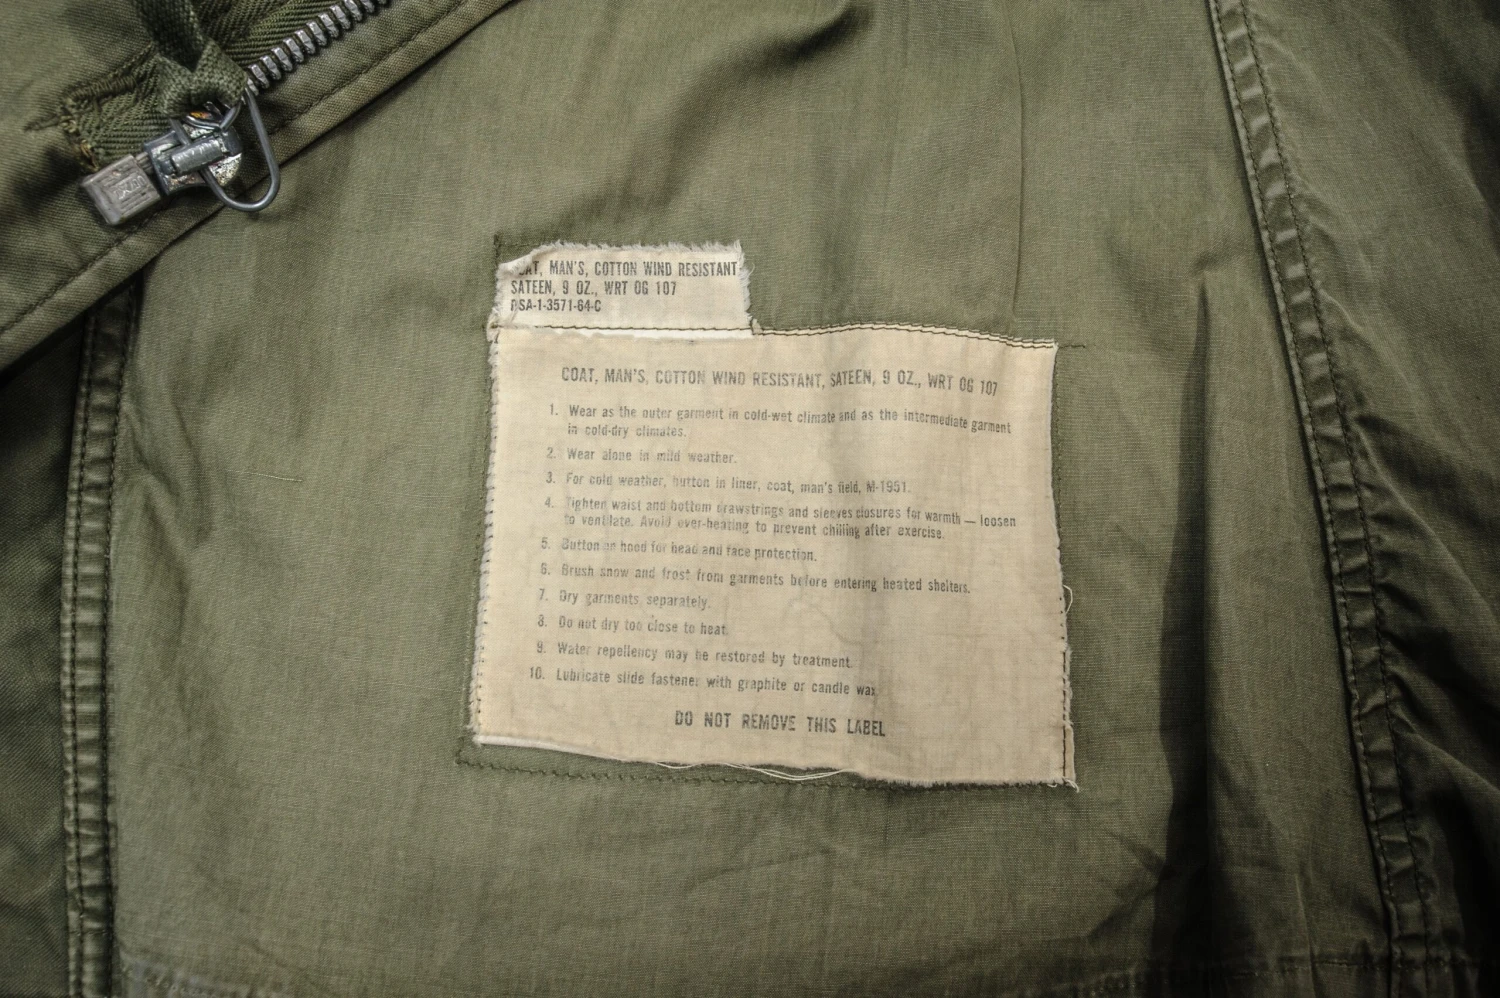 COAT, MAN'S, COTTON WIND RESISTANT
SATEEN, 9 OZ., WRT OG 107
DSA-1-3571-64-C
COAT, MAN'S, COTTON WIND RESISTANT, SATEEN, 9 OZ., WRT OG 107
1. Wear as the outer garment in cold-wet climate and as the intermediate garment
in cold-dry climates.
2. Wear alone in mild weather.
3. For cold weather, button in liner, coat, man's field, M-1951.
4. Tighten waist and bottom drawstrings and sleeves closures for warmth — loosen
to ventilate. Avoid over-heating to prevent chilling after exercise.
5. Button on hood for head and face protection.
6. Brush snow and frost from garments before entering heated shelters.
7. Dry garments separately.
8. Do not dry too close to heat.
9. Water repellency may be restored by treatment.
10. Lubricate slide fastener with graphite or candle wax
DO NOT REMOVE THIS LABEL